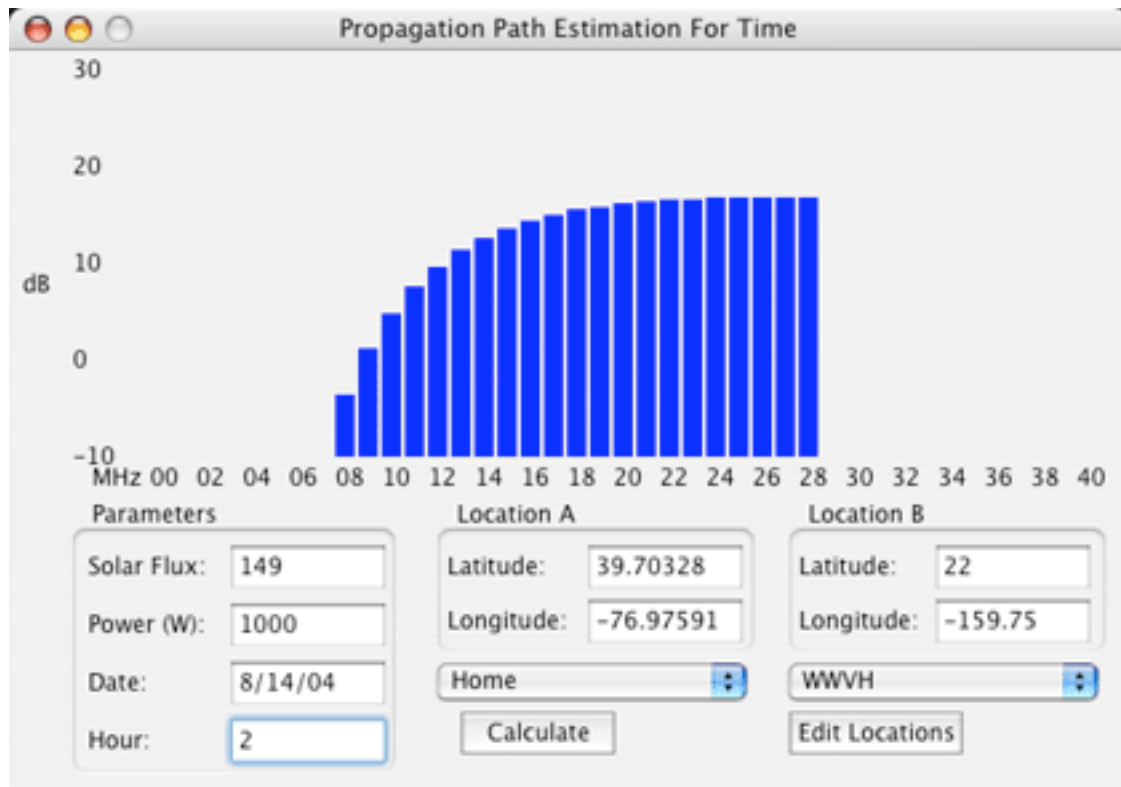 Propagation Path Estimation For Time
30
20
10
dB
0
-10
MHz 00 02 04 06 08 10 12 14 16 18 20 22 24 26 28 30 32 34 36 38 40
Parameters Location A Location B
Solar Flux: 149 Latitude: 39.70328 Latitude: 22
Power (W): 1000 Longitude: -76.97591 Longitude: -159.75
Date: 8/14/04 Home WWVH
Hour: 2 Calculate Edit Locations